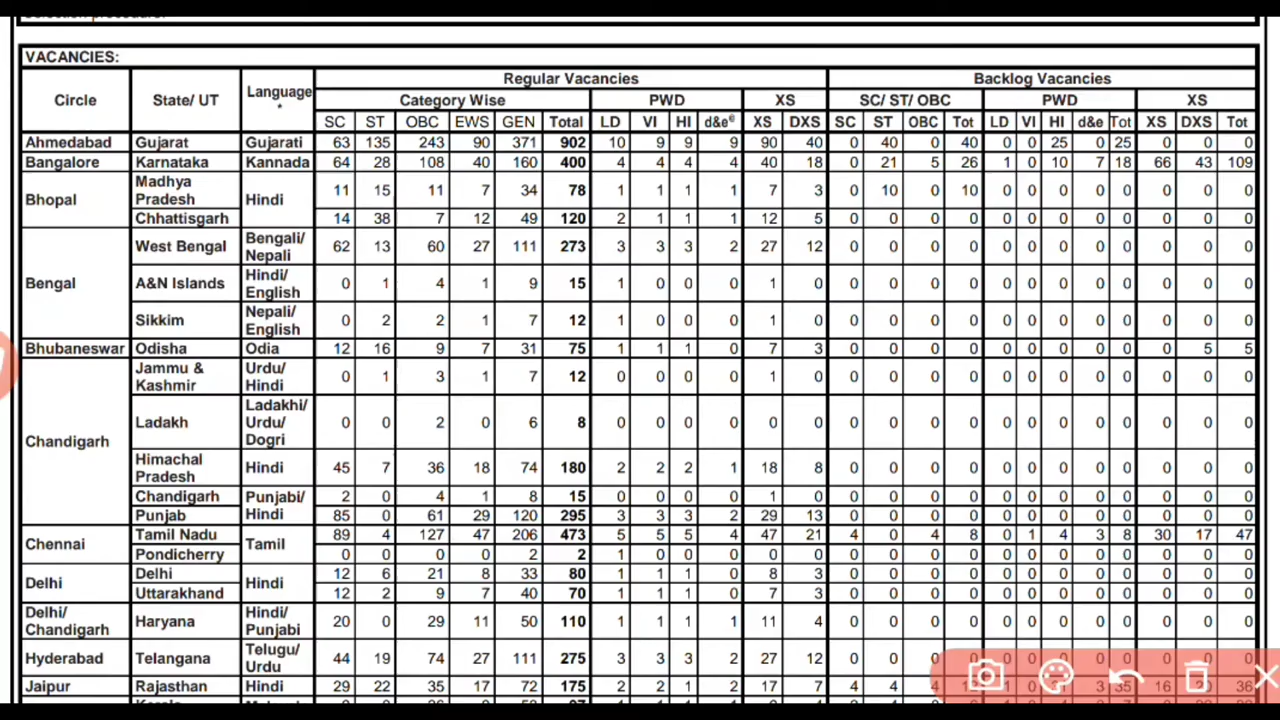 Selection procedure.
VACANCIES:
Circle State/ UT Language * Regular Vacancies Backlog Vacancies
Category Wise PWD XS SC/ ST/ OBC PWD XS
SC ST OBC EWS GEN Total LD VI HI d&e@ XS DXS SC ST OBC Tot LD VI HI d&e Tot XS DXS Tot
Ahmedabad Gujarat Gujarati 63 135 243 90 371 902 10 9 9 9 90 40 0 40 0 40 0 0 25 0 25 0 0 0
Bangalore Karnataka Kannada 64 28 108 40 160 400 4 4 4 4 40 18 0 21 5 26 1 0 10 7 18 66 43 109
Bhopal Madhya Pradesh Hindi 11 15 11 7 34 78 1 1 1 1 7 3 0 10 0 10 0 0 0 0 0 0 0 0
Chhattisgarh 14 38 7 12 49 120 2 1 1 1 12 5 0 0 0 0 0 0 0 0 0 0 0 0
Bengal West Bengal Bengali/ Nepali 62 13 60 27 111 273 3 3 3 2 27 12 0 0 0 0 0 0 0 0 0 0 0 0
A&N Islands Hindi/ English 0 1 4 1 9 15 1 0 0 0 1 0 0 0 0 0 0 0 0 0 0 0 0 0
Sikkim Nepali/ English 0 2 2 1 7 12 1 0 0 0 1 0 0 0 0 0 0 0 0 0 0 0 0 0
Bhubaneswar Odisha Odia 12 16 9 7 31 75 1 1 1 0 7 3 0 0 0 0 0 0 0 0 0 0 5 5
Chandigarh Jammu & Kashmir Urdu/ Hindi 0 1 3 1 7 12 0 0 0 0 1 0 0 0 0 0 0 0 0 0 0 0 0 0
Ladakh Ladakhi/ Urdu/ Dogri 0 0 2 0 6 8 0 0 0 0 0 0 0 0 0 0 0 0 0 0 0 0 0 0
Himachal Pradesh Hindi 45 7 36 18 74 180 2 2 2 1 18 8 0 0 0 0 0 0 0 0 0 0 0 0
Chandigarh Punjabi/ Hindi 2 0 4 1 8 15 0 0 0 0 1 0 0 0 0 0 0 0 0 0 0 0 0 0
Punjab 85 0 61 29 120 295 3 3 3 2 29 13 0 0 0 0 0 0 0 0 0 0 0 0
Chennai Tamil Nadu Tamil 89 4 127 47 206 473 5 5 5 4 47 21 4 0 4 8 0 1 4 3 8 30 17 47
Pondicherry 0 0 0 0 2 2 1 0 0 0 0 0 0 0 0 0 0 0 0 0 0 0 0 0
Delhi Delhi Hindi 12 6 21 8 33 80 1 1 1 0 8 3 0 0 0 0 0 0 0 0 0 0 0 0
Uttarakhand 12 2 9 7 40 70 1 1 1 0 7 3 0 0 0 0 0 0 0 0 0 0 0 0
Delhi/ Chandigarh Haryana Hindi/ Punjabi 20 0 29 11 50 110 1 1 1 1 11 4 0 0 0 0 0 0 0 0 0 0 0 0
Hyderabad Telangana Telugu/ Urdu 44 19 74 27 111 275 3 3 3 2 27 12 0 0 0 0 0 0 0 0 0 0 0 0
Jaipur Rajasthan Hindi 29 22 35 17 72 175 2 2 1 2 17 7 4 4 4 3 35 16 36